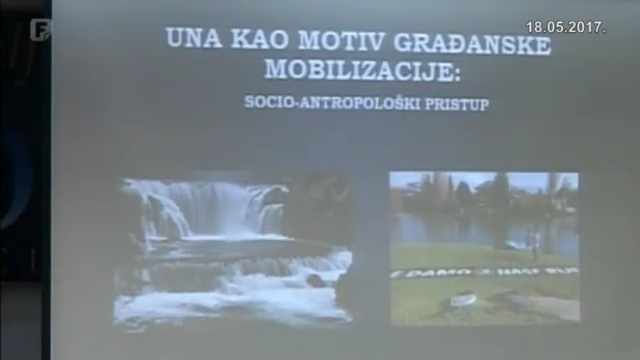 18.05.2017.
UNA KAO MOTIV GRAĐANSKE
MOBILIZACIJE:
SOCIO-ANTROPOLOŠKI PRISTUP